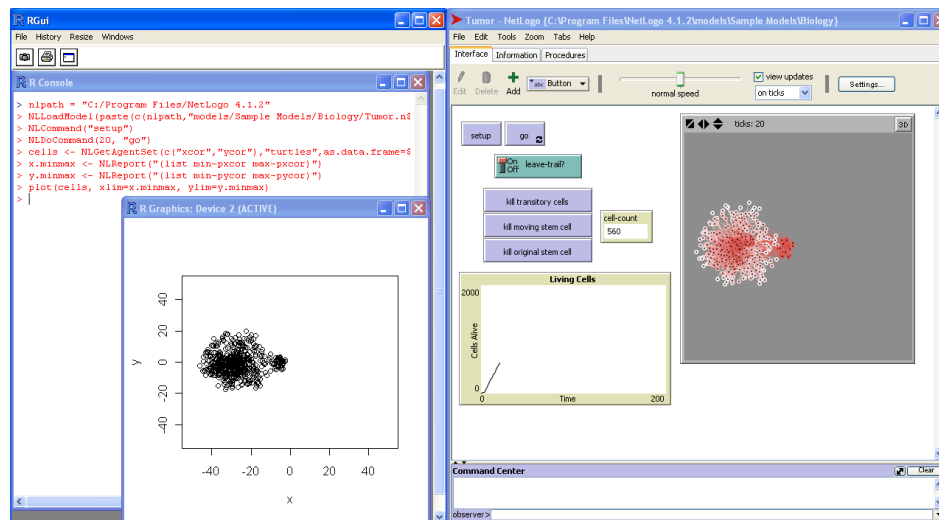 RGui
File History Resize Windows
R Console
> nlpath = "C:/Program Files/NetLogo 4.1.2"
> NLLoadModel(paste(c(nlpath,"models/Sample Models/Biology/Tumor.n$
> NLCommand("setup")
> NLDoCommand(20, "go")
> cells <- NLGetAgentSet(c("xcor","ycor"),"turtles",as.data.frame=$
> x.minmax <- NLReport("(list min-pxcor max-pxcor)")
> y.minmax <- NLReport("(list min-pycor max-pycor)")
> plot(cells, xlim=x.minmax, ylim=y.minmax)
>
R Graphics: Device 2 (ACTIVE)
40
20
0
-20
-40
y
-40 -20 0 20 40
x
Tumor - NetLogo {C:\Program Files\NetLogo 4.1.2\models\Sample Models\Biology}
File Edit Tools Zoom Tabs Help
Interface Information Procedures
Edit Delete Add abc Button normal speed view updates on ticks Settings...
setup go
On Off leave-trail?
kill transitory cells
kill moving stem cell
kill original stem cell
cell-count
560
ticks: 20 3D
Living Cells
2000
Cells Alive
0
0 Time 200
Command Center Clear
observer>